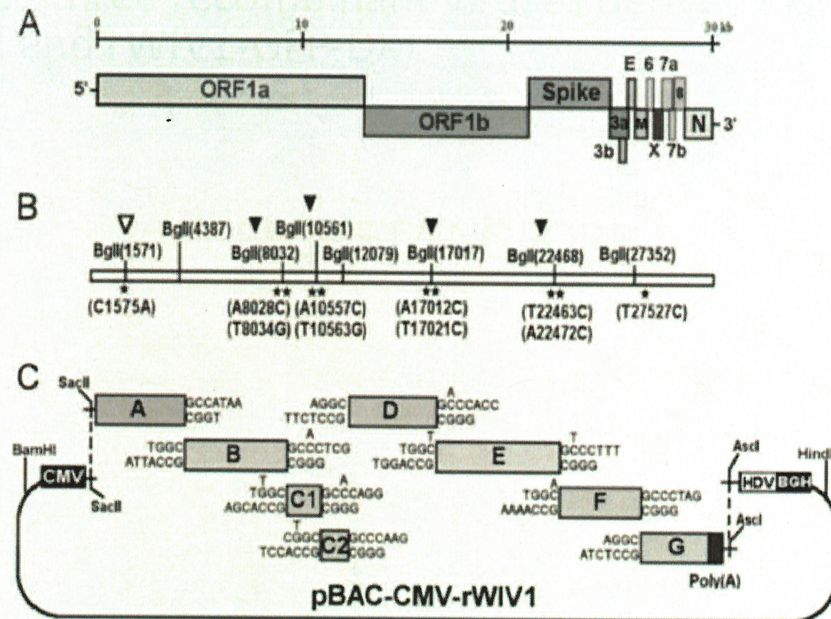 A
0 10 20 30 kb
E 6 7a
5' ORF1a Spike 8
ORF1b 3a M N 3'
3b X 7b
B
BglI(4387) BglI(10561)
BglI(1571) BglI(8032) BglI(12079) BglI(17017) BglI(22468) BglI(27352)
* ** ** ** ** *
(C1575A) (A8028C) (A10557C) (A17012C) (T22463C) (T27527C)
(T8034G) (T10563G) (T17021C) (A22472C)
C
SacII A
A GCCATAA AGGC D GCCCACC
CGGT TTCTCCG CGGG
A T T
BamHI TGGC B GCCCTCG TGGC E GCCCTTT AscI HindI
ATTACCG CGGG TGGACCG CGGG
CMV T A A HDV BGH
SacII TGGC C1 GCCCAGG TGGC F GCCCTAG
AGCACCG CGGG AAAACCG CGGG
T AscI
CGGC C2 GCCCAAG AGGC G
TCCACCG CGGG ATCTCCG
Poly(A)
pBAC-CMV-rWIV1